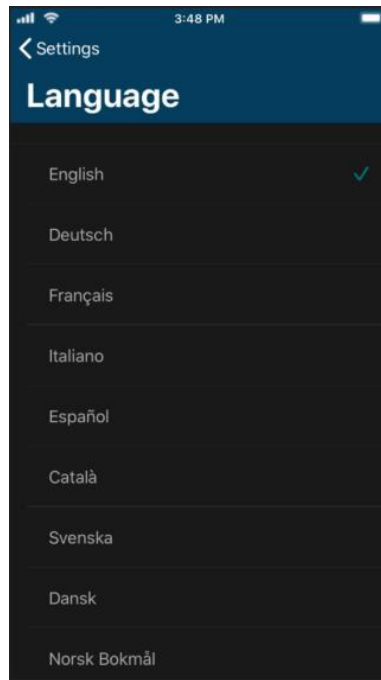 3:48 PM
Settings
Language
English
Deutsch
Français
Italiano
Español
Català
Svenska
Dansk
Norsk Bokmål